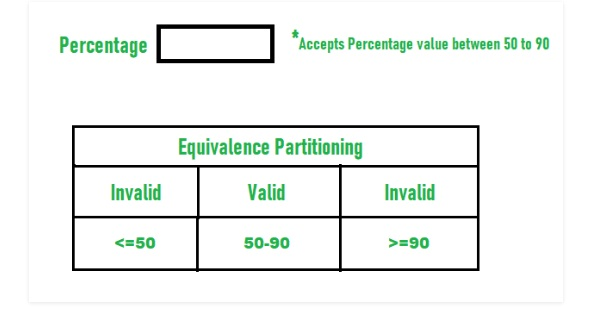 Percentage *Accepts Percentage value between 50 to 90
Equivalence Partitioning
Invalid Valid Invalid
<=50 50-90 >=90